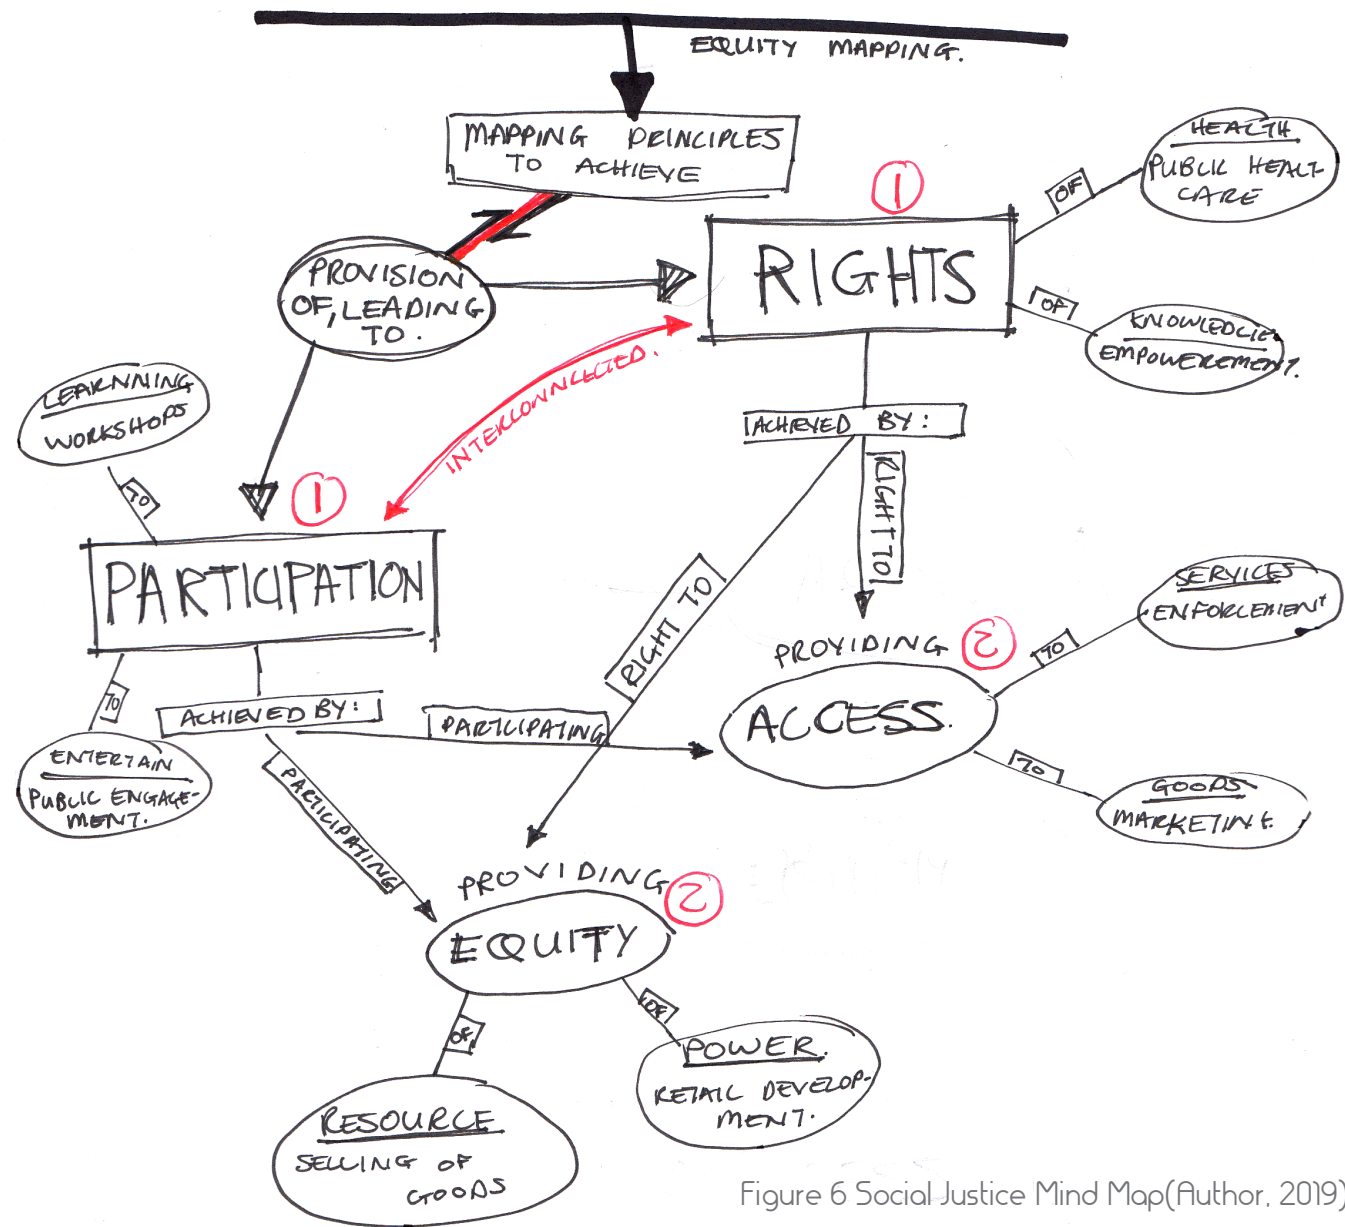 EQUITY MAPPING.
MAPPING PRINCIPLES
TO ACHIEVE
1
RIGHTS
OF
HEALTH
PUBLIC HEALT-
CARE
OF
KNOWLEDGE
EMPOWEREMENT.
PROVISION
OF, LEADING
TO.
INTERCONNECTED.
ACHIEVED BY:
RIGHT TO
RIGHT TO
LEARNNING
WORKSHOPS
TO
1
PARTICIPATION
TO
ENTERTAIN
PUBLIC ENGAGE-
MENT.
ACHIEVED BY:
PARTICIPATING
PARTICIPATING
PROVIDING
2
ACCESS.
TO
SERVICES
ENFORCEMENT
TO
GOODS
MARKETING.
PROVIDING
2
EQUITY
OF
RESOURCE
SELLING OF
GOODS
OF
POWER.
RETAIL DEVELOP-
MENT.
Figure 6 Social Justice Mind Map(Author, 2019)